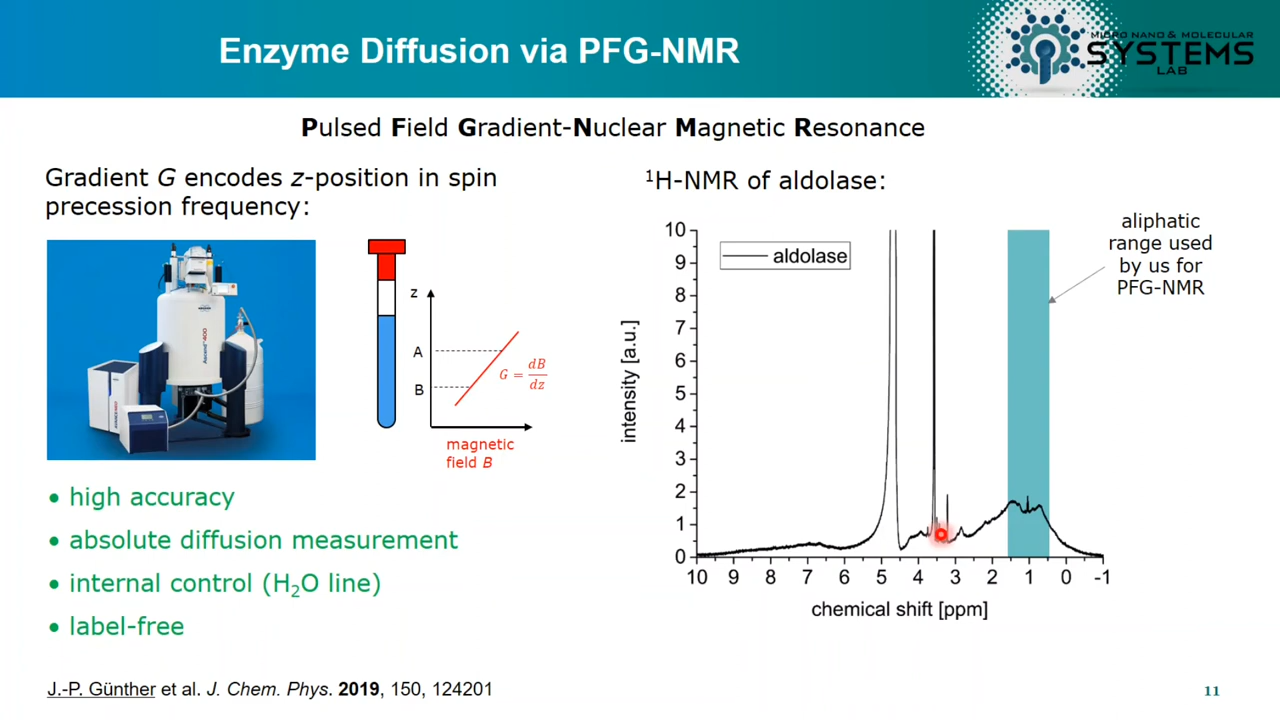 Enzyme Diffusion via PFG-NMR
MICRO NANO & MOLECULAR
SYSTEMS
LAB
Pulsed Field Gradient-Nuclear Magnetic Resonance
Gradient G encodes z-position in spin
precession frequency:
Ascend 400
z
A
B
G = dB/dz
magnetic
field B
• high accuracy
• absolute diffusion measurement
• internal control (H₂O line)
• label-free
¹H-NMR of aldolase:
aliphatic
range used
by us for
PFG-NMR
aldolase
intensity [a.u.]
10
9
8
7
6
5
4
3
2
1
0
10 9 8 7 6 5 4 3 2 1 0 -1
chemical shift [ppm]
J.-P. Günther et al. J. Chem. Phys. 2019, 150, 124201
11